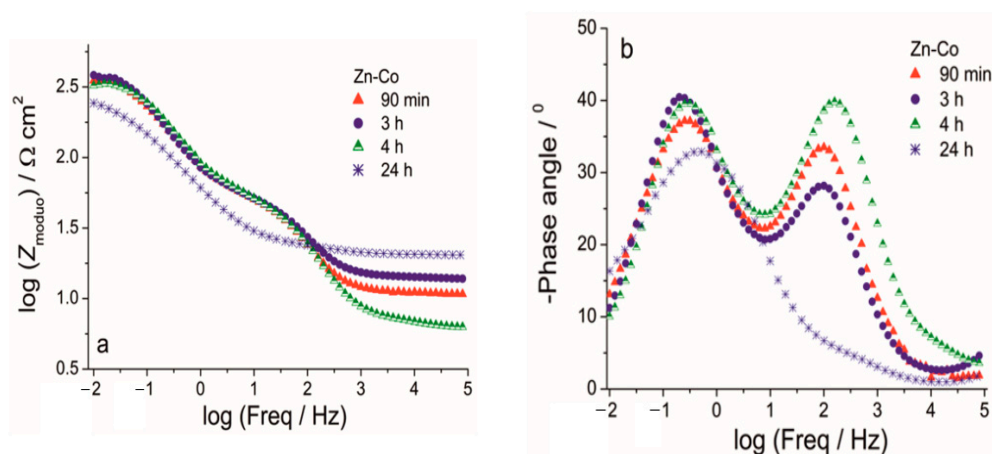 a
Zn-Co
90 min
3 h
4 h
24 h
log (Z moduo) / Ω cm²
2.5
2.0
1.5
1.0
0.5
−2 −1 0 1 2 3 4 5
log (Freq / Hz)
b
Zn-Co
90 min
3 h
4 h
24 h
-Phase angle / ⁰
50
40
30
20
10
0
−2 −1 0 1 2 3 4 5
log (Freq / Hz)